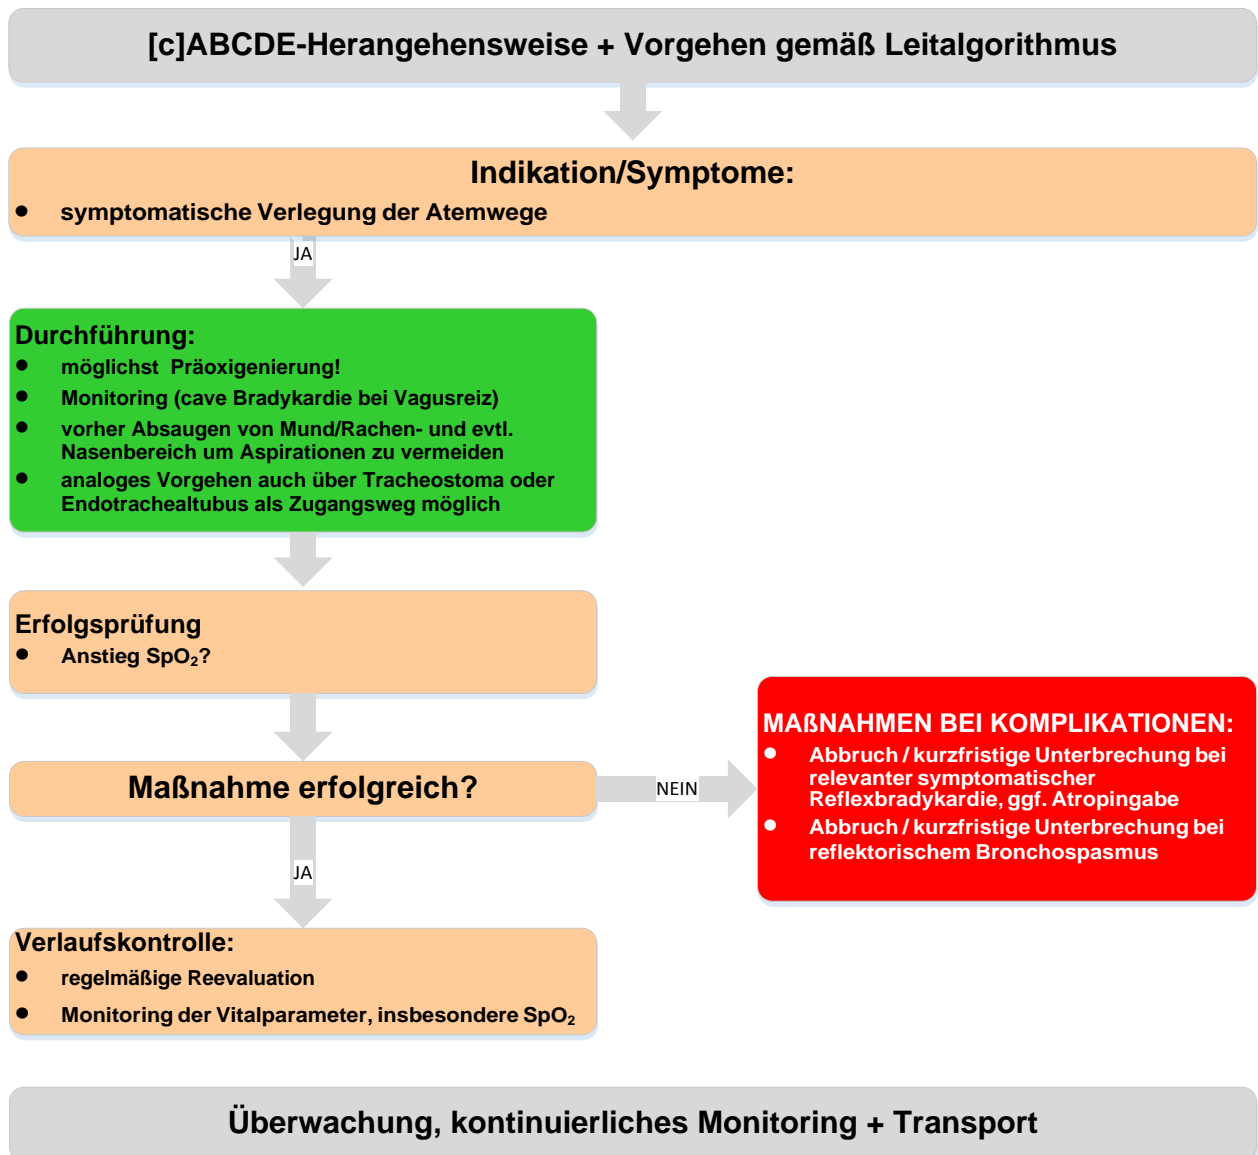 [c]ABCDE-Herangehensweise + Vorgehen gemäß Leitalgorithmus
Indikation/Symptome:
● symptomatische Verlegung der Atemwege
JA
Durchführung:
● möglichst Präoxigenierung!
● Monitoring (cave Bradykardie bei Vagusreiz)
● vorher Absaugen von Mund/Rachen- und evtl.
Nasenbereich um Aspirationen zu vermeiden
● analoges Vorgehen auch über Tracheostoma oder
Endotrachealtubus als Zugangsweg möglich
Erfolgsprüfung
● Anstieg SpO₂?
Maßnahme erfolgreich?
NEIN
MAßNAHMEN BEI KOMPLIKATIONEN:
● Abbruch / kurzfristige Unterbrechung bei
relevanter symptomatischer
Reflexbradykardie, ggf. Atropingabe
● Abbruch / kurzfristige Unterbrechung bei
reflektorischem Bronchospasmus
JA
Verlaufskontrolle:
● regelmäßige Reevaluation
● Monitoring der Vitalparameter, insbesondere SpO₂
Überwachung, kontinuierliches Monitoring + Transport